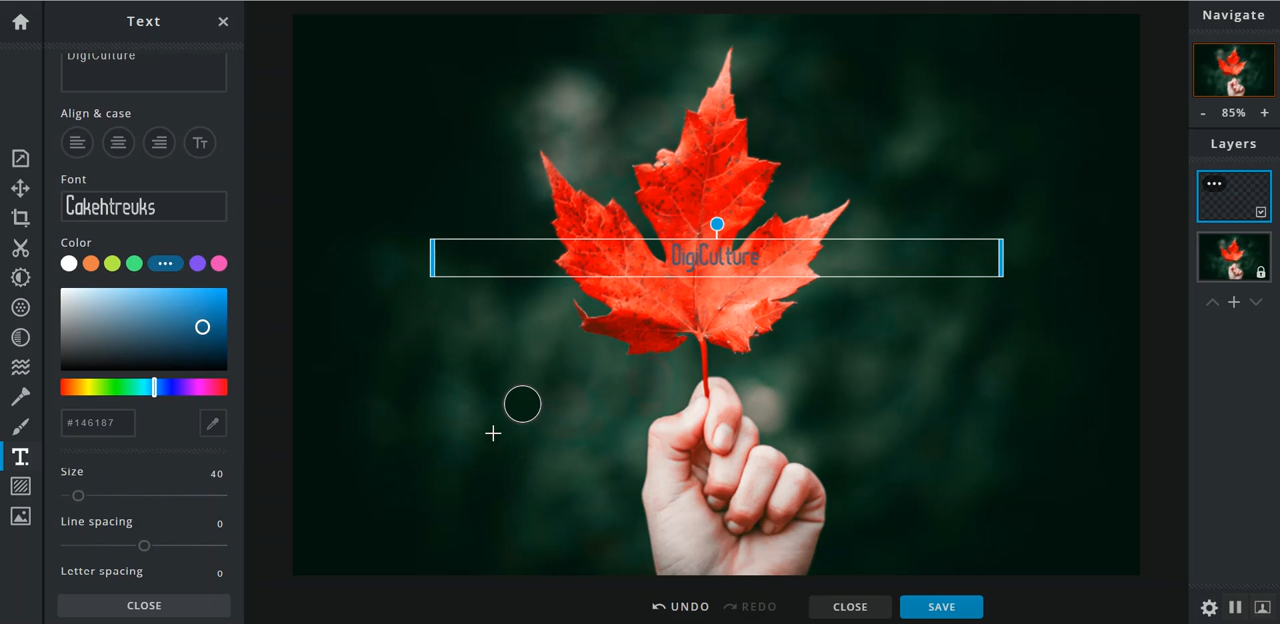 Text
DigiCulture
Align & case
Font
Cakehtreuks
Color
#146187
Size 40
Line spacing 0
Letter spacing 0
CLOSE
DigiCulture
UNDO REDO CLOSE SAVE
Navigate
- 85% +
Layers